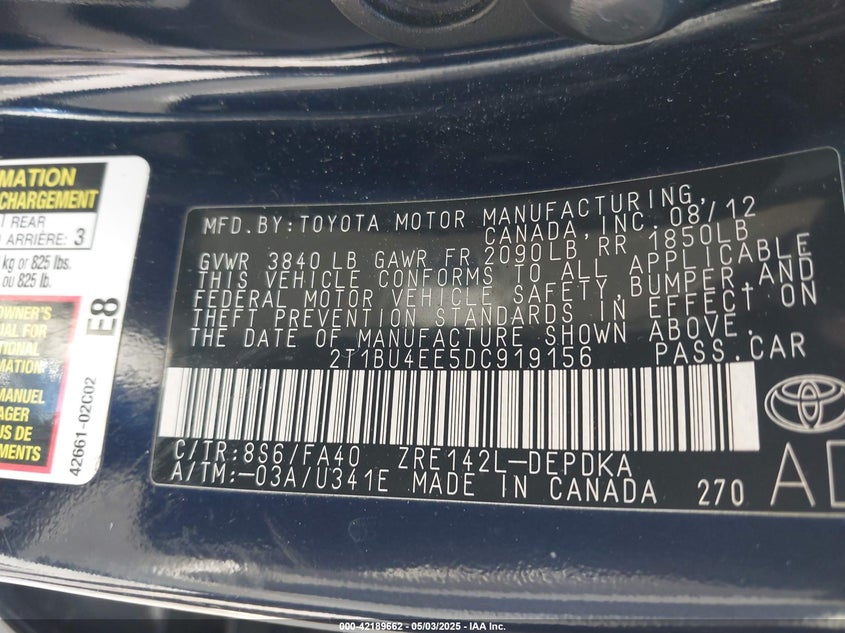 MATION
CHARGEMENT
REAR
ARRIÈRE: 3
kg or 825 lbs.
ou 825 lb.
OWNER'S
UAL FOR
TIONAL
MATION
MANUEL
AGER
US DE
MENTS
E8
42661-02C02
MFD.BY:TOYOTA MOTOR MANUFACTURING,
CANADA,INC.08/12
GVWR 3840 LB GAWR FR 2090LB,RR 1850LB
THIS VEHICLE CONFORMS TO ALL APPLICABLE
FEDERAL MOTOR VEHICLE SAFETY,BUMPER,AND
THEFT PREVENTION STANDARDS IN EFFECT ON
THE DATE OF MANUFACTURE SHOWN ABOVE.
2T1BU4EE5DC919156 PASS.CAR
C/TR:8S6/FA40 ZRE142L-DEPDKA
A/TM:-03A/U341E MADE IN CANADA 270
AD
000-42189662 - 05/03/2025 - IAA Inc.